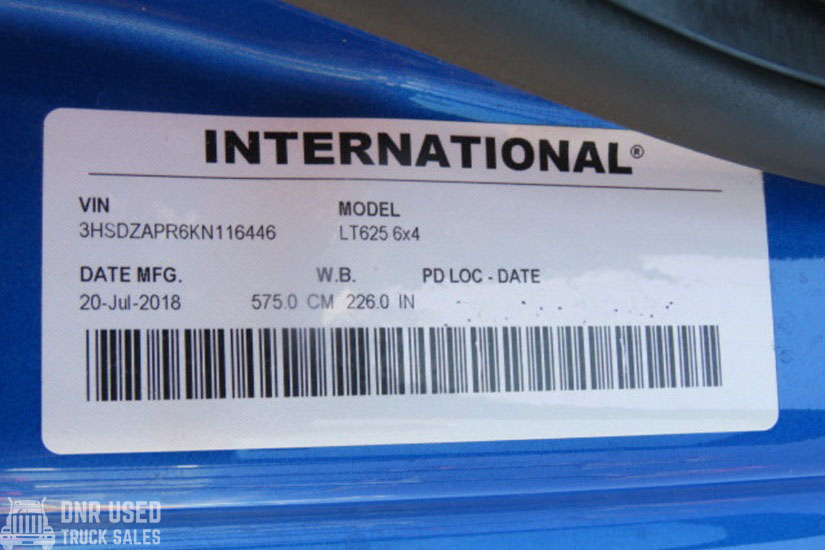 INTERNATIONAL®
VIN MODEL
3HSDZAPR6KN116446 LT625 6x4
DATE MFG. W.B. PD LOC - DATE
20-Jul-2018 575.0 CM 226.0 IN
DNR USED
TRUCK SALES